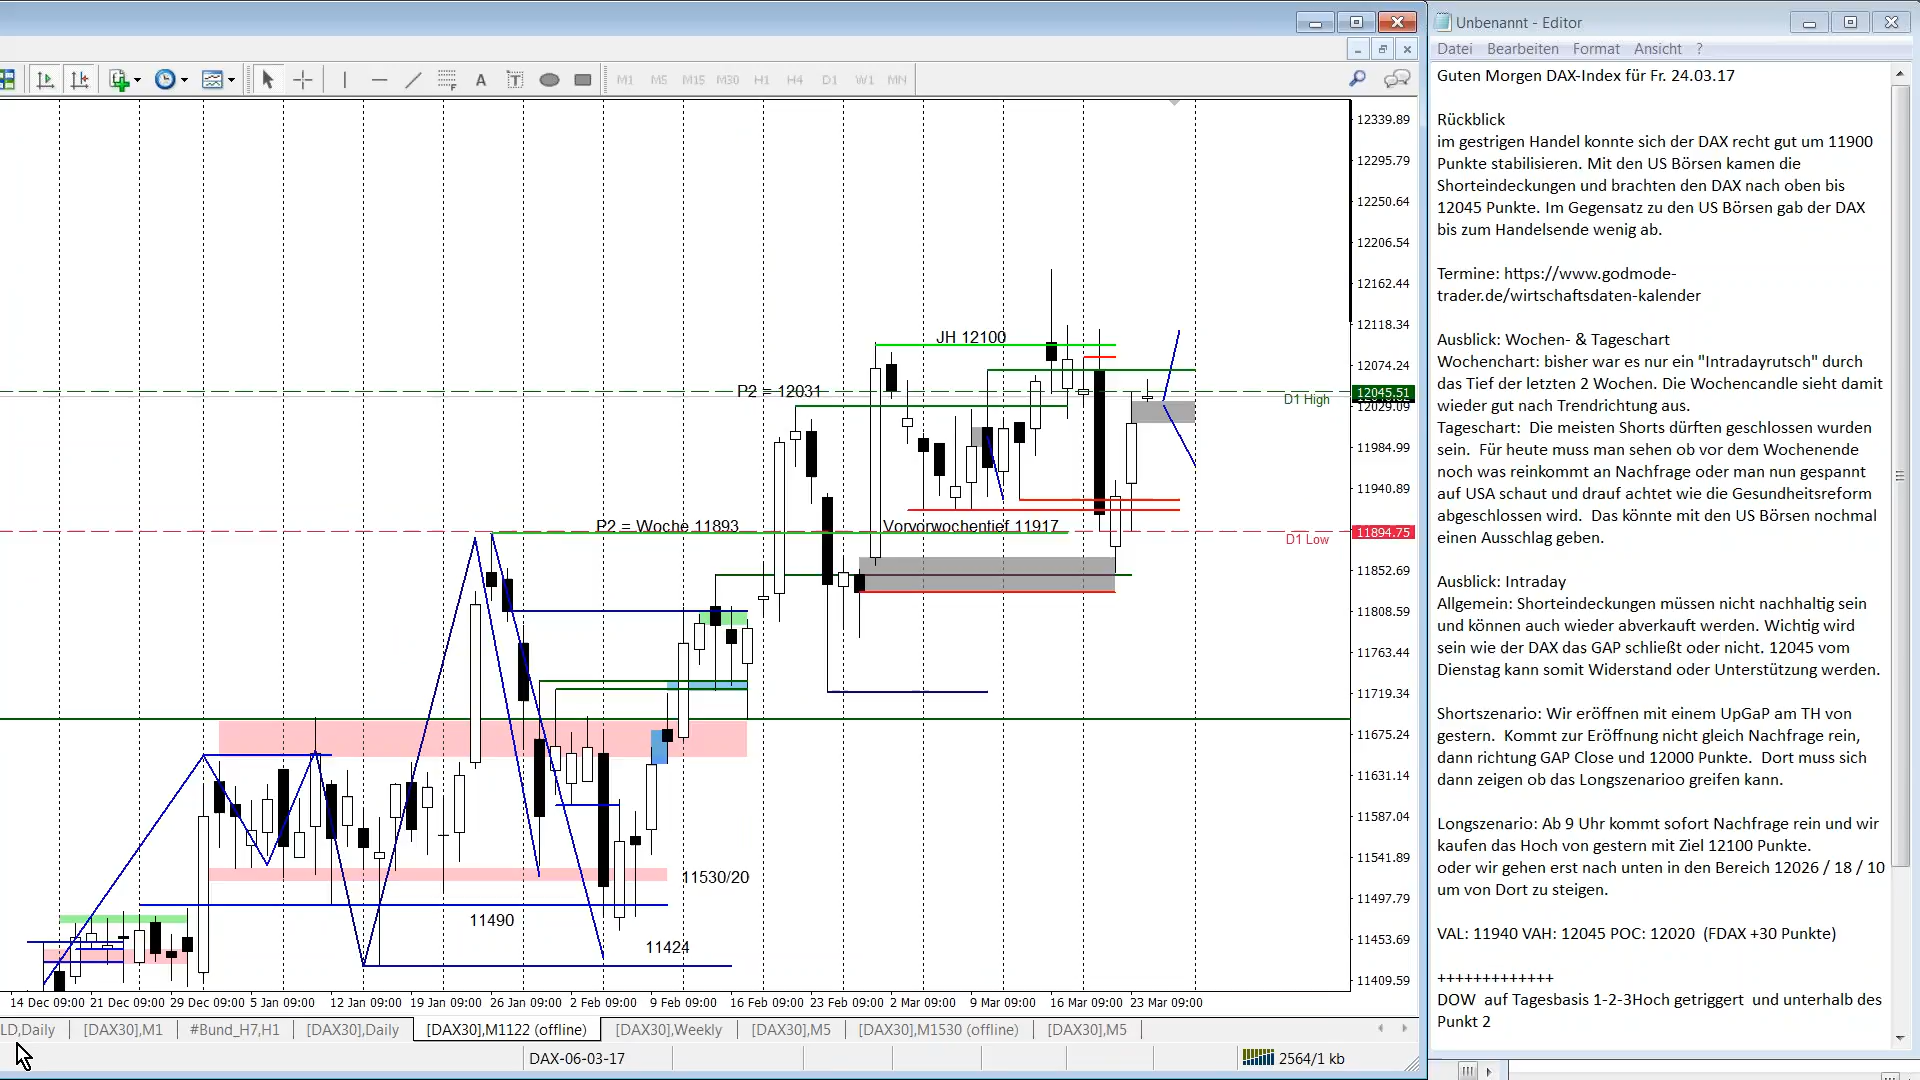 Unbenannt - Editor
Datei Bearbeiten Format Ansicht ?
M1 M5 M15 M30 H1 H4 D1 W1 MN
12339.89
12295.79
12250.64
12206.54
12162.44
12118.34
12074.24
12045.51
12029.09
11984.99
11940.89
11894.75
11852.69
11808.59
11763.44
11719.34
11675.24
11631.14
11587.04
11541.89
11497.79
11453.69
11409.59
JH 12100
P2 = 12031
D1 High
P2 = Woche 11893
Vorvorwochentief 11917
D1 Low
11530/20
11490
11424
14 Dec 09:00 21 Dec 09:00 29 Dec 09:00 5 Jan 09:00 12 Jan 09:00 19 Jan 09:00 26 Jan 09:00 2 Feb 09:00 9 Feb 09:00 16 Feb 09:00 23 Feb 09:00 2 Mar 09:00 9 Mar 09:00 16 Mar 09:00 23 Mar 09:00
LD,Daily [DAX30],M1 #Bund_H7,H1 [DAX30],Daily [DAX30],M1122 (offline) [DAX30],Weekly [DAX30],M5 [DAX30],M1530 (offline) [DAX30],M5
DAX-06-03-17 2564/1 kb
Guten Morgen DAX-Index für Fr. 24.03.17
Rückblick
im gestrigen Handel konnte sich der DAX recht gut um 11900
Punkte stabilisieren. Mit den US Börsen kamen die
Shorteindeckungen und brachten den DAX nach oben bis
12045 Punkte. Im Gegensatz zu den US Börsen gab der DAX
bis zum Handelsende wenig ab.
Termine: https://www.godmode-
trader.de/wirtschaftsdaten-kalender
Ausblick: Wochen- & Tageschart
Wochenchart: bisher war es nur ein "Intradayrutsch" durch
das Tief der letzten 2 Wochen. Die Wochencandle sieht damit
wieder gut nach Trendrichtung aus.
Tageschart:  Die meisten Shorts dürften geschlossen wurden
sein.  Für heute muss man sehen ob vor dem Wochenende
noch was reinkommt an Nachfrage oder man nun gespannt
auf USA schaut und drauf achtet wie die Gesundheitsreform
abgeschlossen wird.  Das könnte mit den US Börsen nochmal
einen Ausschlag geben.
Ausblick: Intraday
Allgemein: Shorteindeckungen müssen nicht nachhaltig sein
und können auch wieder abverkauft werden. Wichtig wird
sein wie der DAX das GAP schließt oder nicht. 12045 vom
Dienstag kann somit Widerstand oder Unterstützung werden.
Shortszenario: Wir eröffnen mit einem UpGaP am TH von
gestern.  Kommt zur Eröffnung nicht gleich Nachfrage rein,
dann richtung GAP Close und 12000 Punkte.  Dort muss sich
dann zeigen ob das Longszenarioo greifen kann.
Longszenario: Ab 9 Uhr kommt sofort Nachfrage rein und wir
kaufen das Hoch von gestern mit Ziel 12100 Punkte.
oder wir gehen erst nach unten in den Bereich 12026 / 18 / 10
um von Dort zu steigen.
VAL: 11940 VAH: 12045 POC: 12020  (FDAX +30 Punkte)
+++++++++++++
DOW  auf Tagesbasis 1-2-3Hoch getriggert  und unterhalb des
Punkt 2